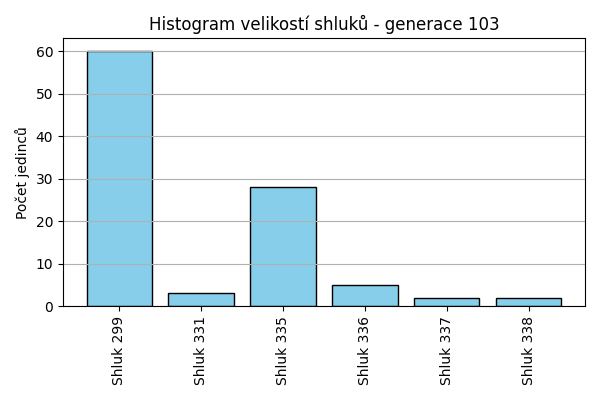 Histogram velikostí shluků - generace 103
Počet jedinců
60
50
40
30
20
10
0
Shluk 299
Shluk 331
Shluk 335
Shluk 336
Shluk 337
Shluk 338